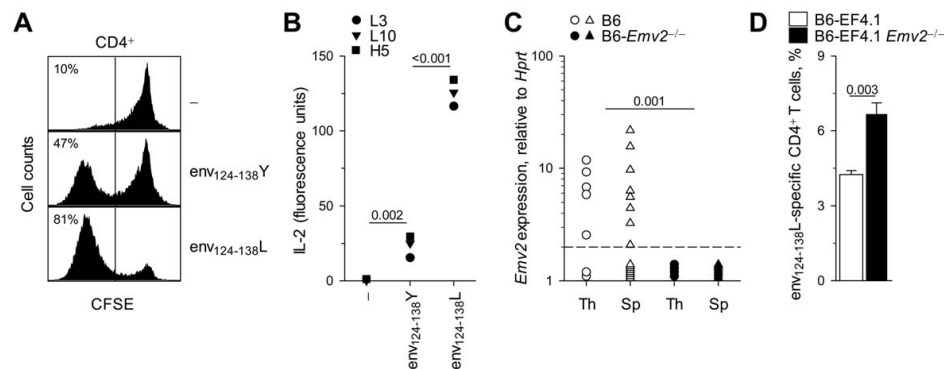 A
CD4+
10%
–
47%
env124-138Y
81%
env124-138L
Cell counts
CFSE
B
L3
L10
H5
<0.001
0.002
150
125
100
75
50
25
0
IL-2 (fluorescence units)
–
env124-138Y
env124-138L
C
B6
B6-Emv2–/–
0.001
100
10
1
Emv2 expression, relative to Hprt
Th Sp Th Sp
D
B6-EF4.1
B6-EF4.1 Emv2–/–
0.003
9
6
3
0
env124-138L-specific CD4+ T cells, %